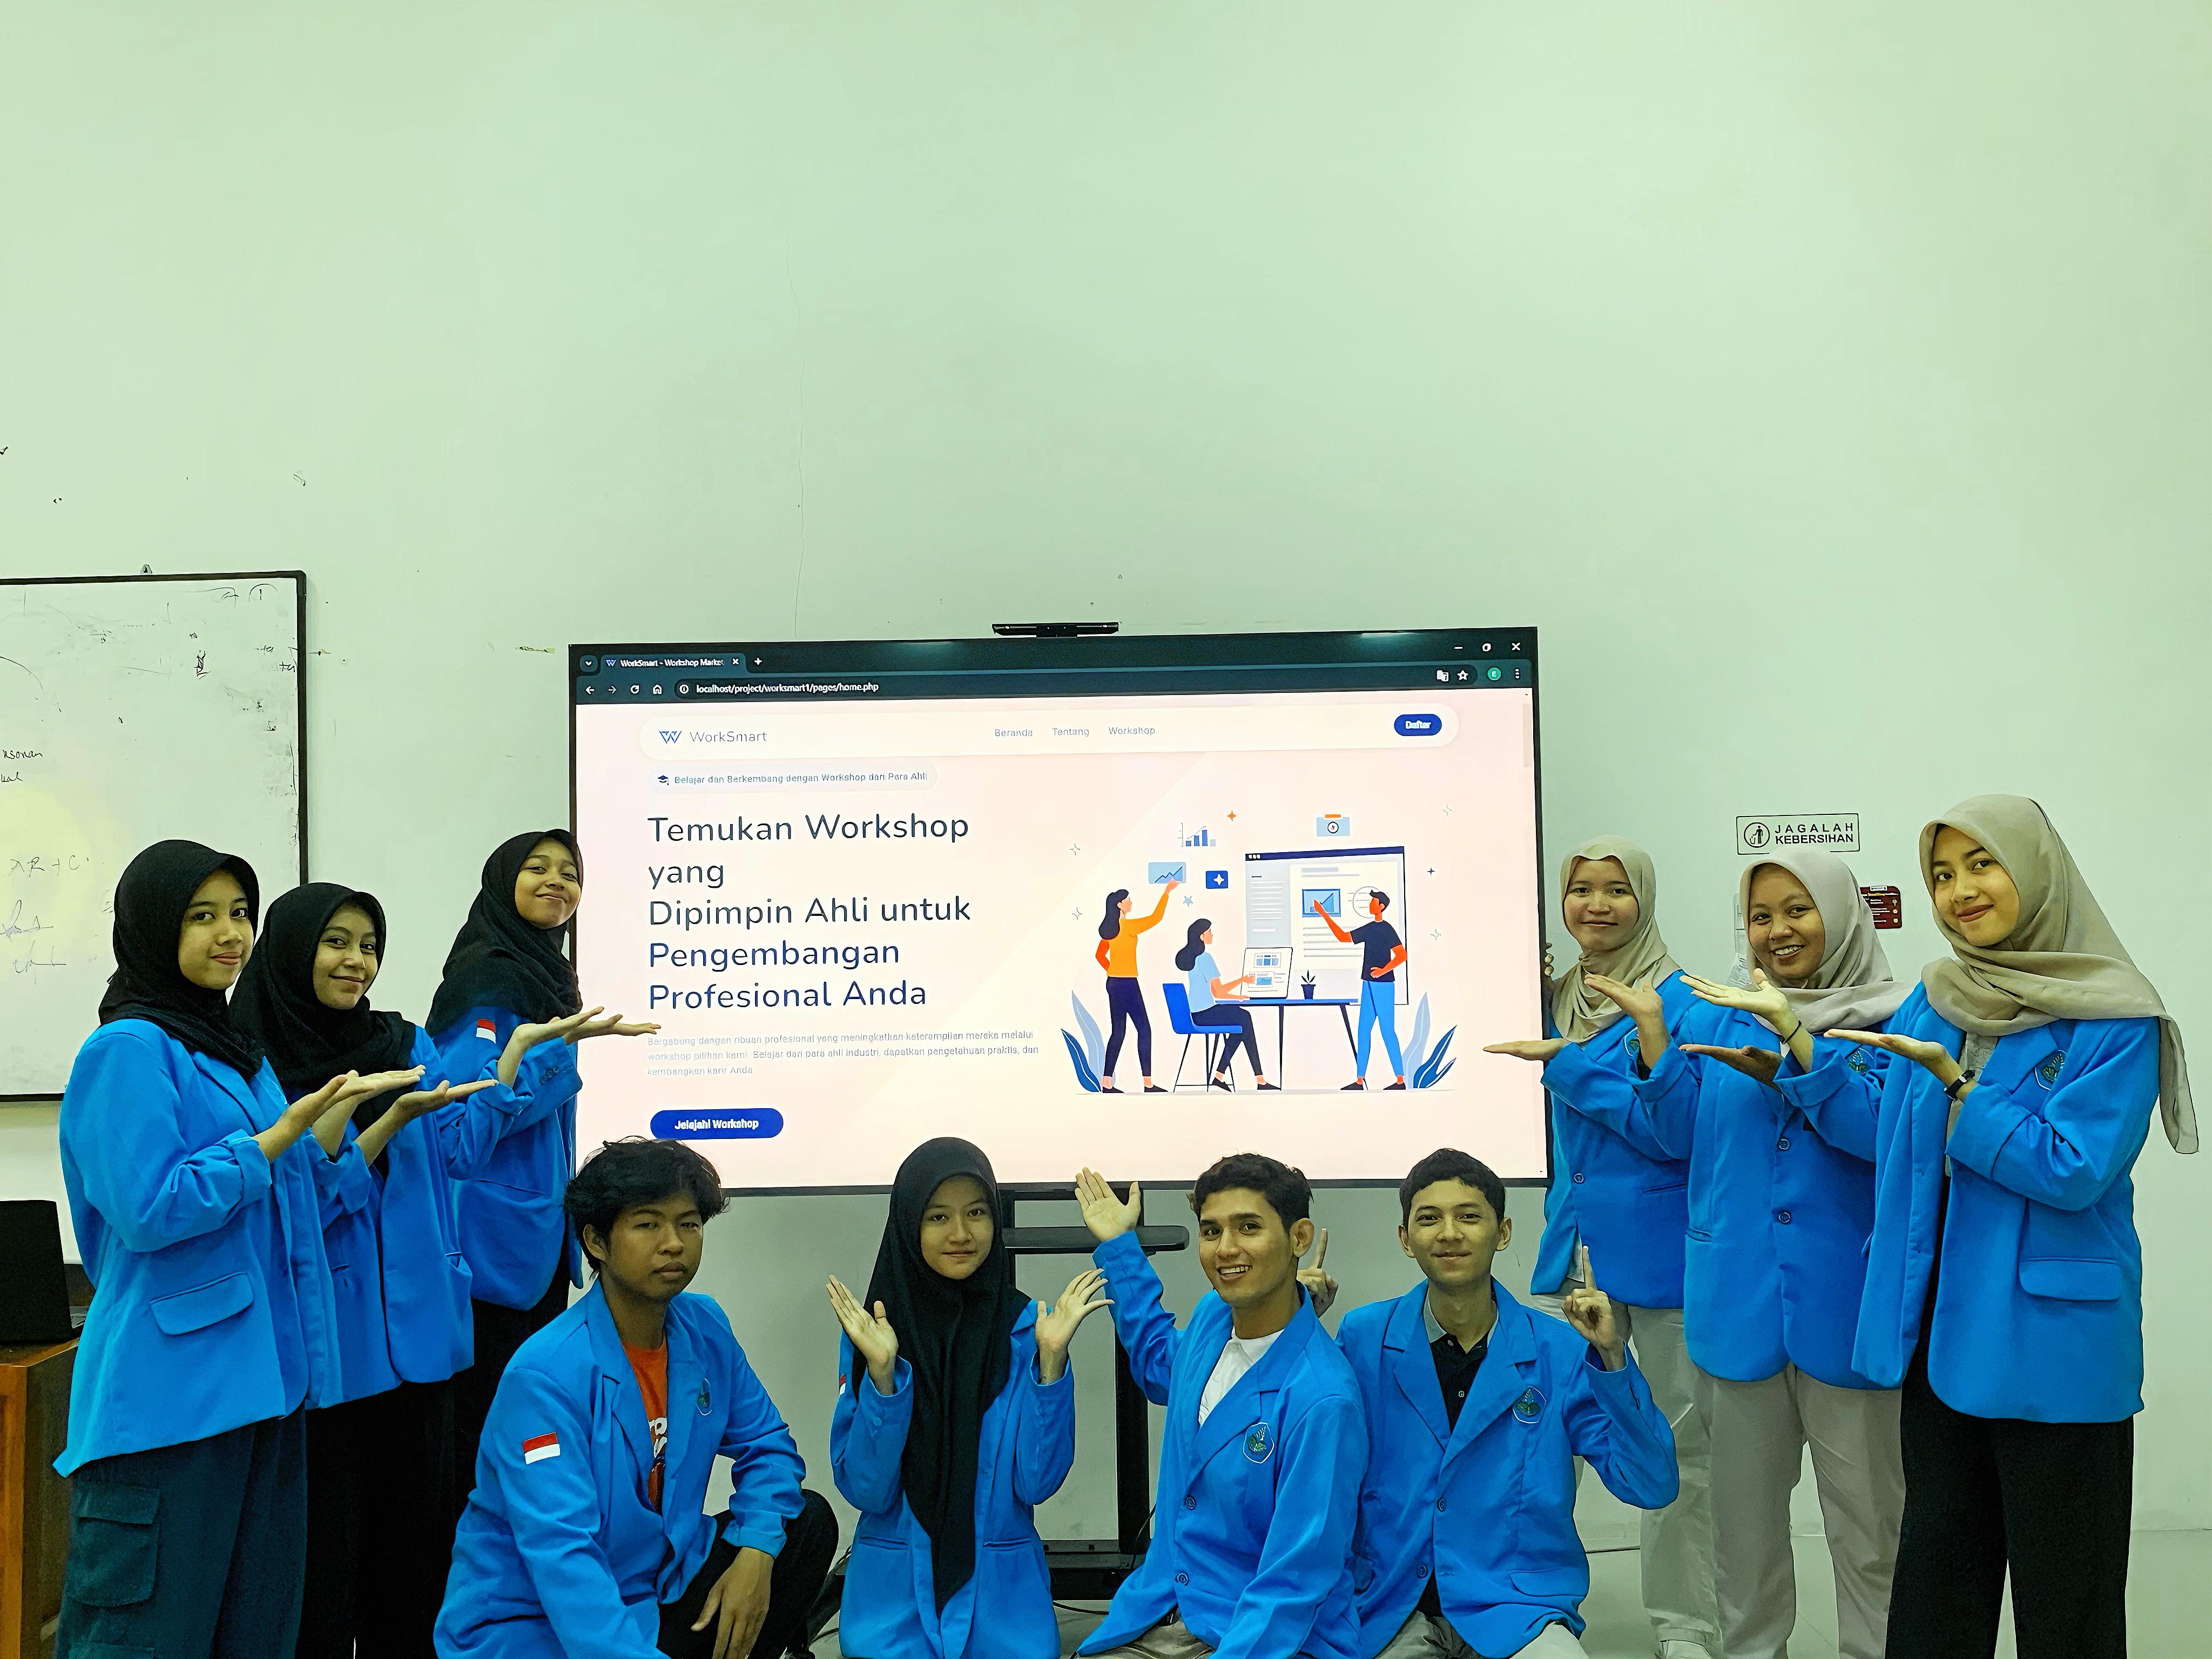 WorkSmart - Workshop Market
localhost/project/worksmart1/pages/home.php
E
WorkSmart
Beranda Tentang Workshop
Daftar
Belajar dan Berkembang dengan Workshop dari Para Ahli
Temukan Workshop
yang
Dipimpin Ahli untuk
Pengembangan
Profesional Anda
Bergabung dengan ribuan profesional yang meningkatkan keterampilan mereka melalui
workshop pilihan kami. Belajar dari para ahli industri, dapatkan pengetahuan praktis, dan
kembangkan karir Anda.
Jelajahi Workshop
JAGALAH
KEBERSIHAN